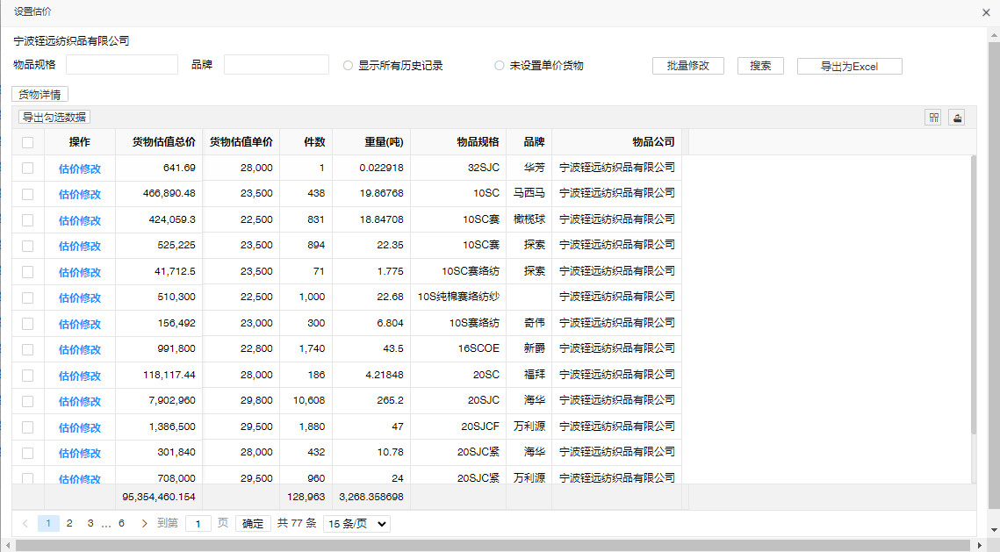 设置估价
宁波铚远纺织品有限公司
物品规格 品牌 显示所有历史记录 未设置单价货物 批量修改 搜索 导出为Excel
货物详情
导出勾选数据
操作 货物估值总价 货物估值单价 件数 重量(吨) 物品规格 品牌 物品公司
估价修改 641.69 28,000 1 0.022918 32SJC 华芳 宁波铚远纺织品有限公司
估价修改 466,890.48 23,500 438 19.86768 10SC 马西马 宁波铚远纺织品有限公司
估价修改 424,059.3 22,500 831 18.84708 10SC赛 橄榄球 宁波铚远纺织品有限公司
估价修改 525,225 23,500 894 22.35 10SC赛 探索 宁波铚远纺织品有限公司
估价修改 41,712.5 23,500 71 1.775 10SC赛络纺 探索 宁波铚远纺织品有限公司
估价修改 510,300 22,500 1,000 22.68 10S纯棉赛络纺纱 宁波铚远纺织品有限公司
估价修改 156,492 23,000 300 6.804 10S赛络纺 奇伟 宁波铚远纺织品有限公司
估价修改 991,800 22,800 1,740 43.5 16SCOE 新爵 宁波铚远纺织品有限公司
估价修改 118,117.44 28,000 186 4.21848 20SC 福拜 宁波铚远纺织品有限公司
估价修改 7,902,960 29,800 10,608 265.2 20SJC 海华 宁波铚远纺织品有限公司
估价修改 1,386,500 29,500 1,880 47 20SJCF 万利源 宁波铚远纺织品有限公司
估价修改 301,840 28,000 432 10.78 20SJC紧 海华 宁波铚远纺织品有限公司
估价修改 708,000 29,500 960 24 20SJC紧 万利源 宁波铚远纺织品有限公司
95,354,460.154 128,963 3,268.358698
1 2 3 … 6 到第 1 页 确定 共 77 条 15 条/页